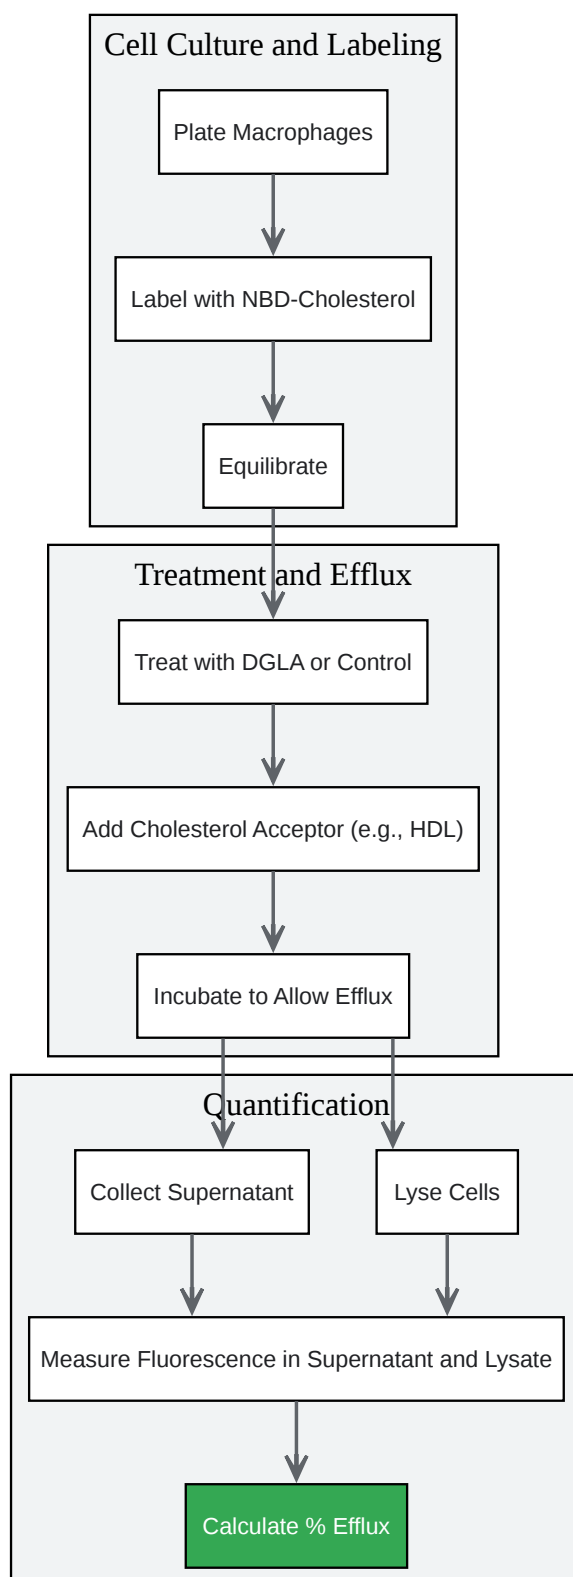 Cell Culture and Labeling
Plate Macrophages
Label with NBD-Cholesterol
Equilibrate
Treatment and Efflux
Treat with DGLA or Control
Add Cholesterol Acceptor (e.g., HDL)
Incubate to Allow Efflux
Quantification
Collect Supernatant
Lyse Cells
Measure Fluorescence in Supernatant and Lysate
Calculate % Efflux